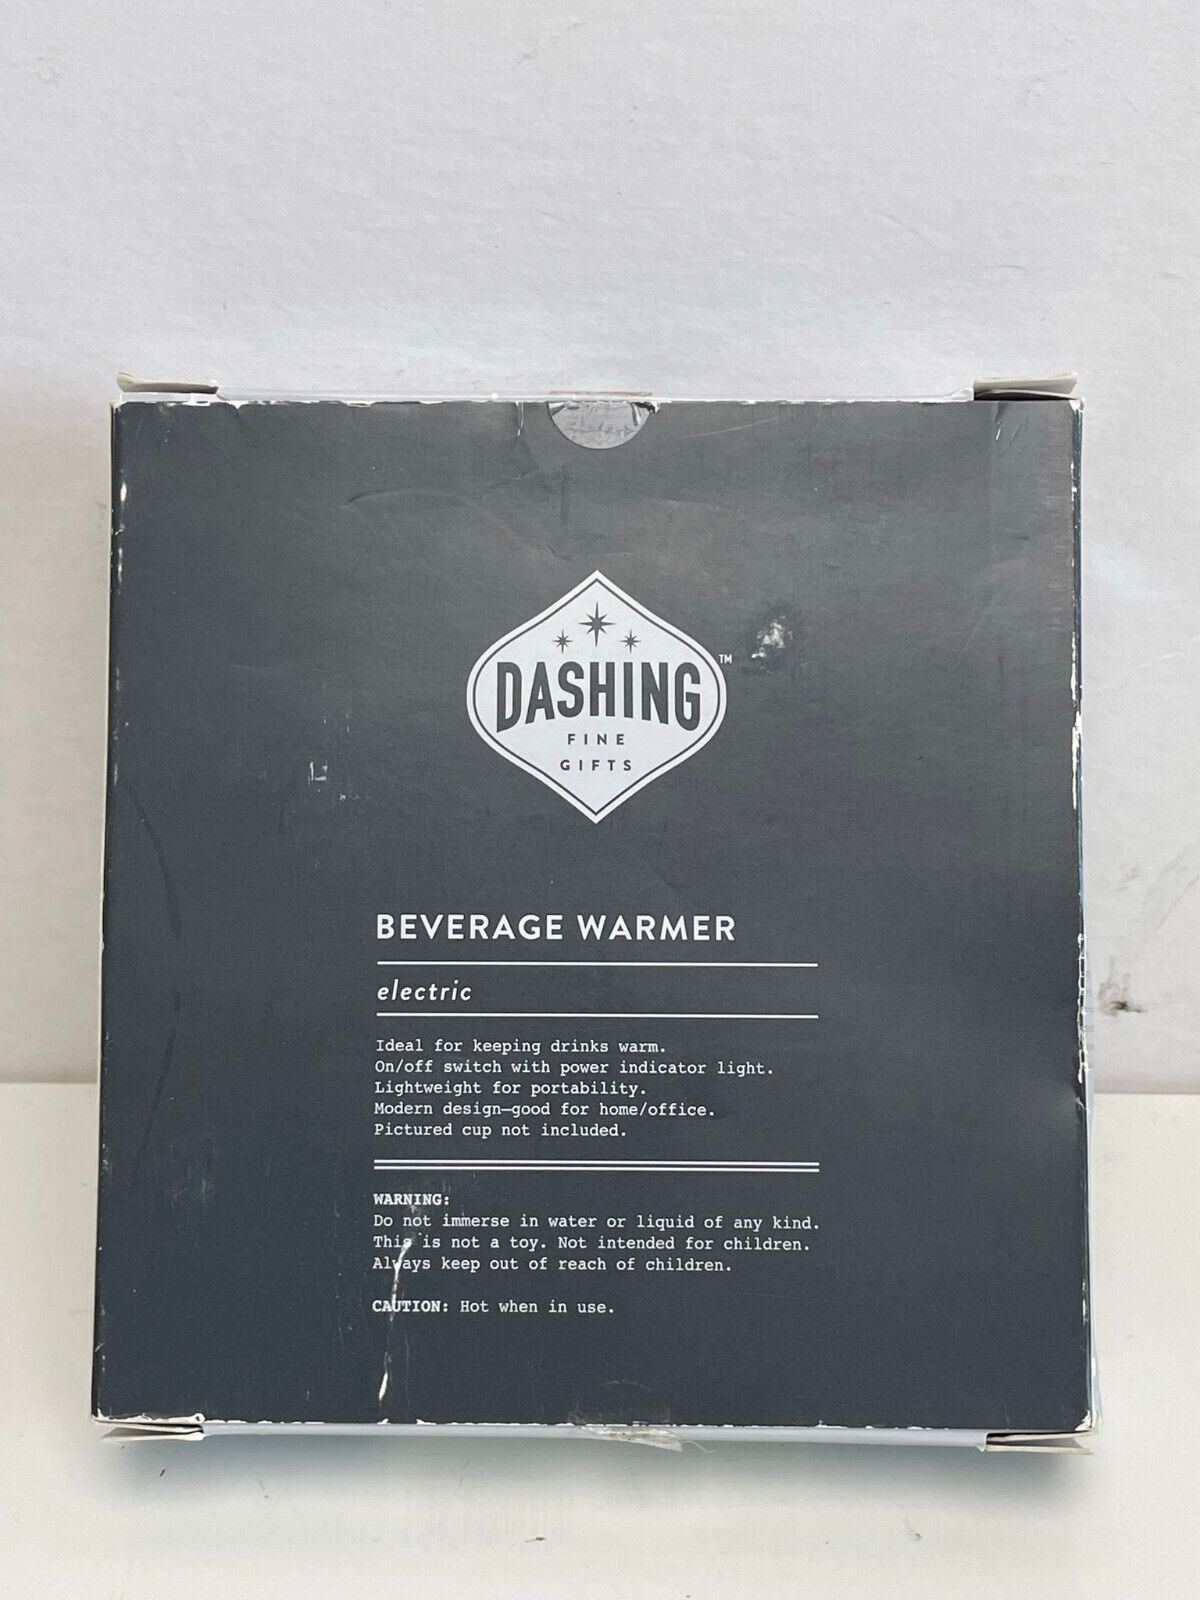 DASHING™
FINE
GIFTS
BEVERAGE WARMER
electric
Ideal for keeping drinks warm.
On/off switch with power indicator light.
Lightweight for portability.
Modern design—good for home/office.
Pictured cup not included.
WARNING:
Do not immerse in water or liquid of any kind.
This is not a toy. Not intended for children.
Always keep out of reach of children.
CAUTION: Hot when in use.